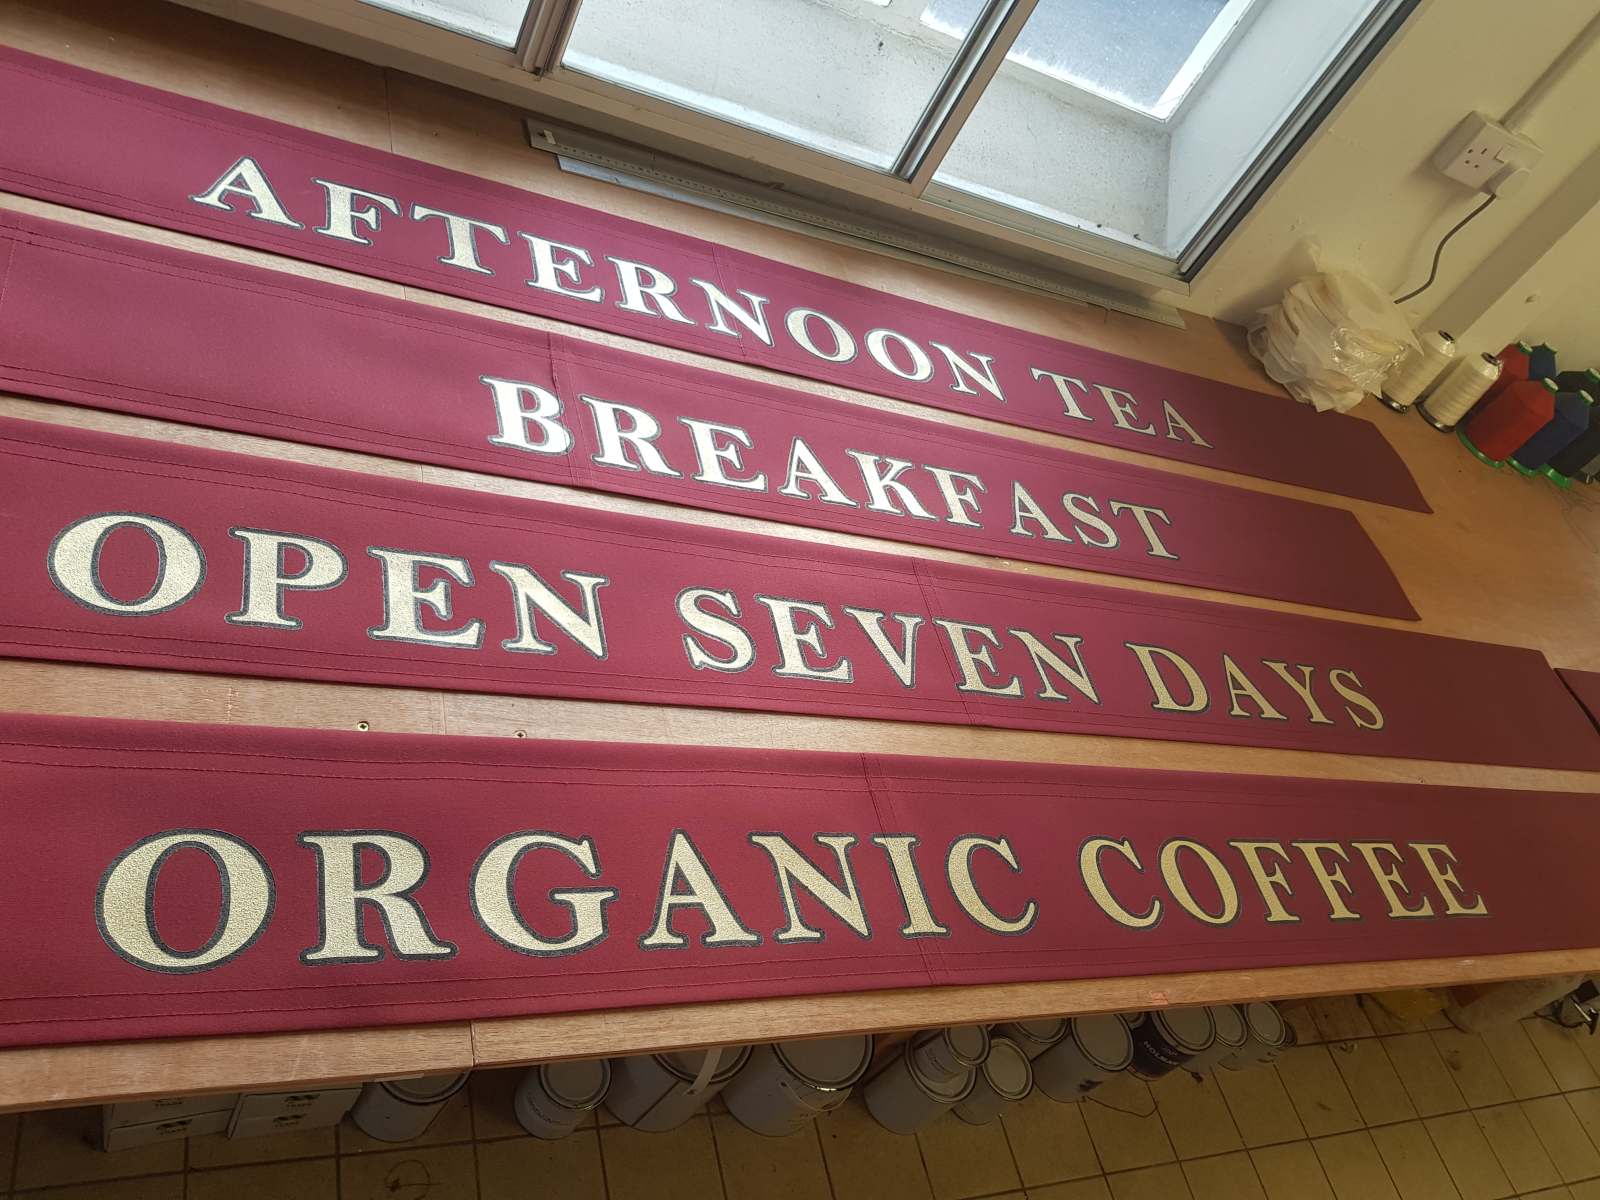 AFTERNOON TEA
BREAKFAST
OPEN SEVEN DAYS
ORGANIC COFFEE